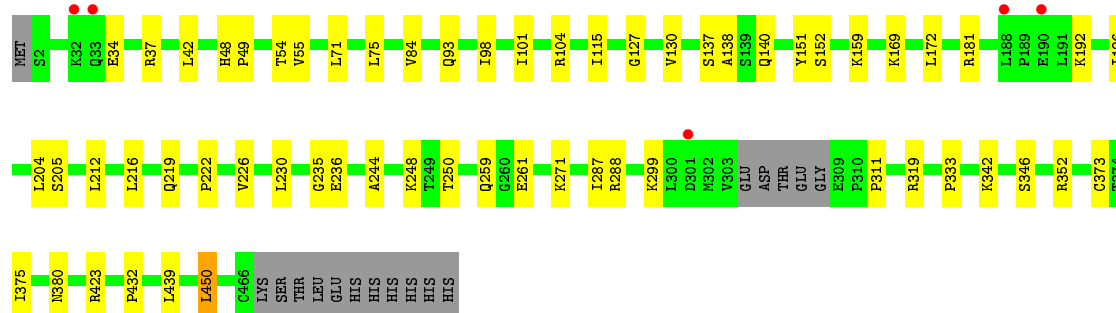 MET S2 K32 Q33 E34 R37 L42 H48 P49 T54 V55 L71 L75 V84 Q93 I98 I101 R104 I115 G127 V130 S137 A138 S139 Q140 Y151 S152 K159 K169 L172 R181 L188 P189 E190 L191 K192
L204 S205 L212 L216 Q219 P222 V226 L230 G235 E236 A244 K248 T249 T250 Q259 G260 E261 K271 I287 R288 K299 L300 D301 M302 V303 GLU ASP THR GLU GLY E309 P310 P311 R319 P333 K342 S346 R352 C373
I375 N380 R423 P432 L439 L450 C466 LYS SER THR LEU GLU HIS HIS HIS HIS HIS HIS